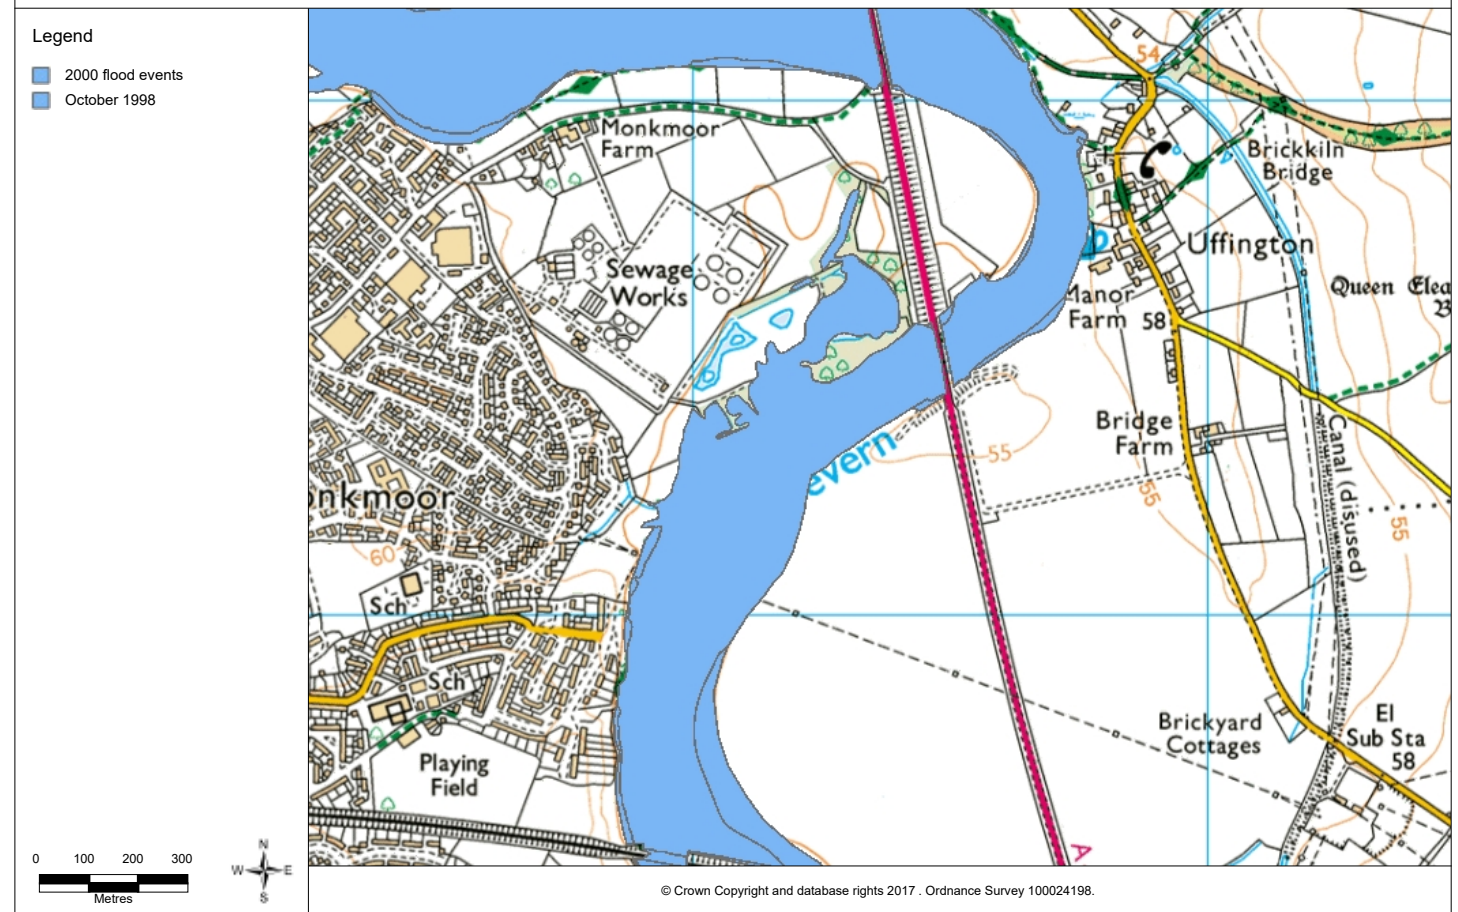 Legend
2000 flood events
October 1998
0 100 200 300
Metres
N
W E
S
54
Monkmoor
Farm
Brickkiln
Bridge
Uffington
Sewage
Works
Queen Elea
B
Manor
Farm
58
Bridge
Farm
55
evern
onkmoor
55
55
Canal (disused)
60
Sch
Sch
Playing
Field
Brickyard
Cottages
El
Sub Sta
58
A
© Crown Copyright and database rights 2017 . Ordnance Survey 100024198.